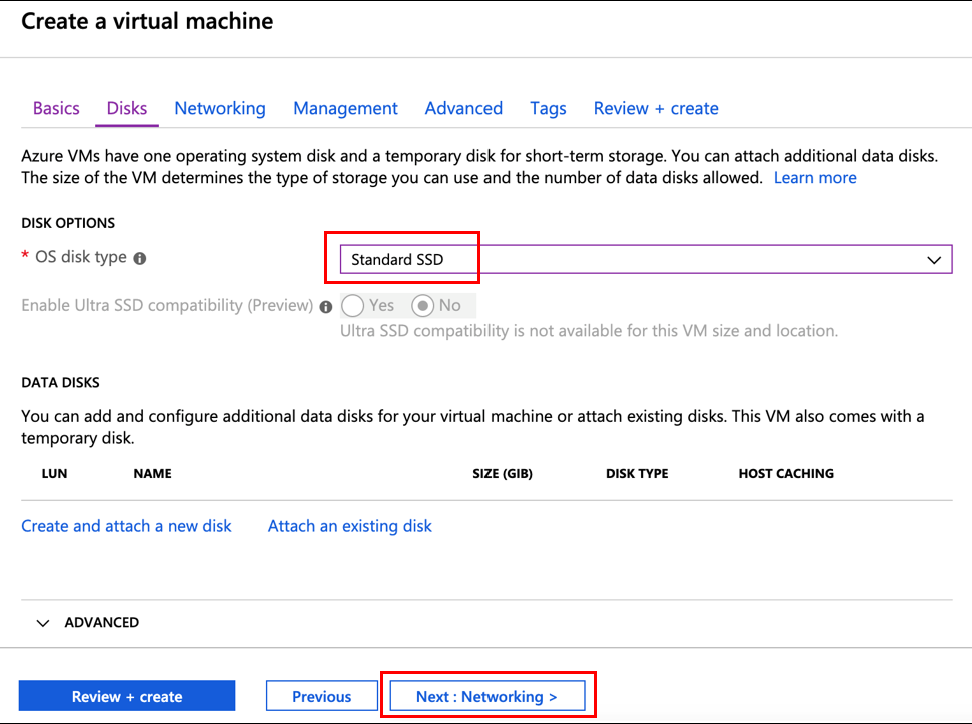 Create a virtual machine
Basics Disks Networking Management Advanced Tags Review + create
Azure VMs have one operating system disk and a temporary disk for short-term storage. You can attach additional data disks.
The size of the VM determines the type of storage you can use and the number of data disks allowed. Learn more
DISK OPTIONS
* OS disk type Standard SSD
Enable Ultra SSD compatibility (Preview) Yes No
Ultra SSD compatibility is not available for this VM size and location.
DATA DISKS
You can add and configure additional data disks for your virtual machine or attach existing disks. This VM also comes with a
temporary disk.
LUN NAME SIZE (GIB) DISK TYPE HOST CACHING
Create and attach a new disk Attach an existing disk
ADVANCED
Review + create Previous Next : Networking >